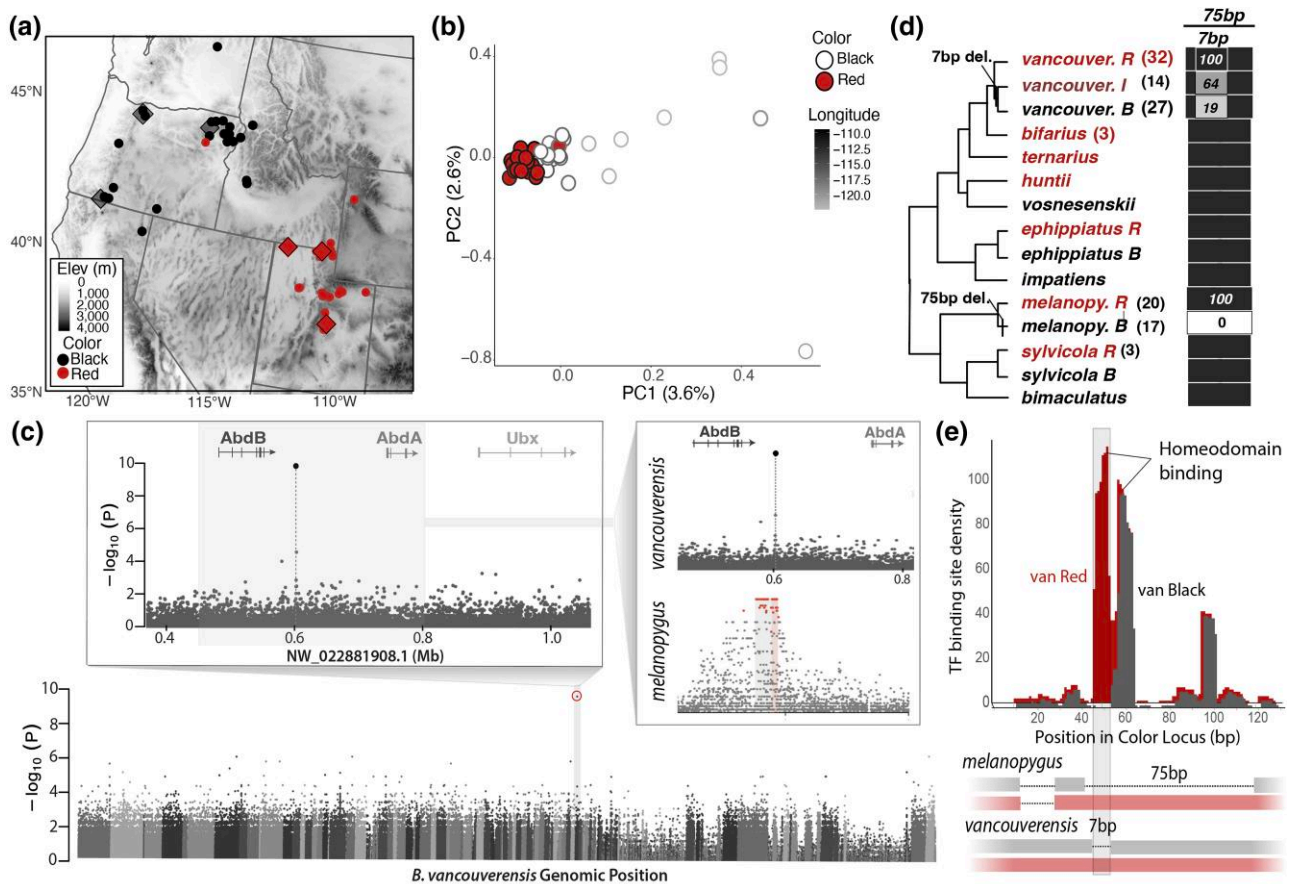 (a)
45°N
40°N
35°N
120°W
115°W
110°W
Elev (m)
0
1,000
2,000
3,000
4,000
Color
Black
Red
(b)
0.4
0.0
−0.4
−0.8
PC2 (2.6%)
0.0
0.2
0.4
PC1 (3.6%)
Color
Black
Red
Longitude
-110.0
-112.5
-115.0
-117.5
-120.0
(d)
75bp
7bp
7bp del.
vancouver. R (32) 100
vancouver. I (14) 64
vancouver. B (27) 19
bifarius (3)
ternarius
huntii
vosnesenskii
ephippiatus R
ephippiatus B
impatiens
75bp del.
melanopy. R (20) 100
melanopy. B (17) 0
sylvicola R (3)
sylvicola B
bimaculatus
(c)
AbdB
AbdA
Ubx
10
8
6
4
2
0
−log10 (P)
0.4
0.6
0.8
1.0
NW_022881908.1 (Mb)
AbdB
AbdA
vancouverensis
0.6
0.8
melanopygus
10
8
6
4
2
0
−log10 (P)
B. vancouverensis Genomic Position
(e)
Homeodomain
binding
van Red
van Black
100
80
60
40
20
0
TF binding site density
20
40
60
80
100
120
Position in Color Locus (bp)
melanopygus
75bp
vancouverensis
7bp